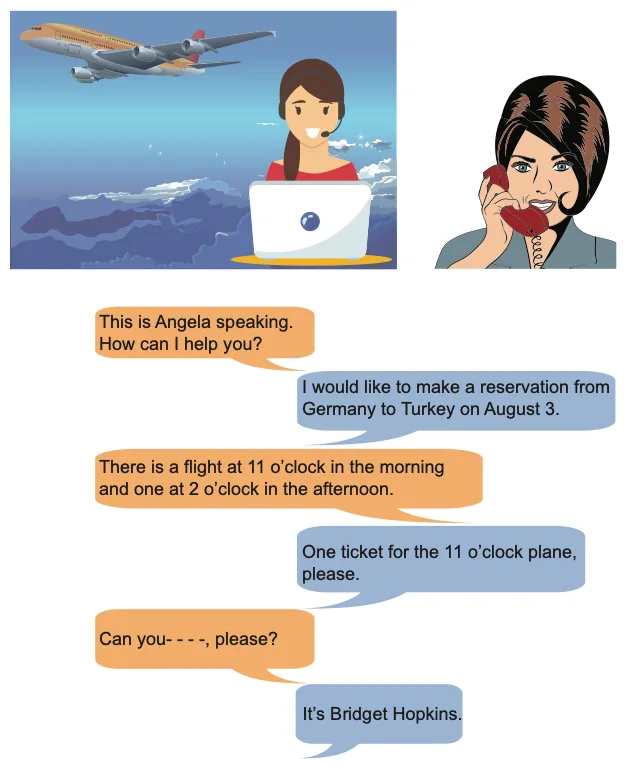 This is Angela speaking.
How can I help you?
I would like to make a reservation from
Germany to Turkey on August 3.
There is a flight at 11 o’clock in the morning
and one at 2 o’clock in the afternoon.
One ticket for the 11 o’clock plane,
please.
Can you- - - -, please?
It’s Bridget Hopkins.